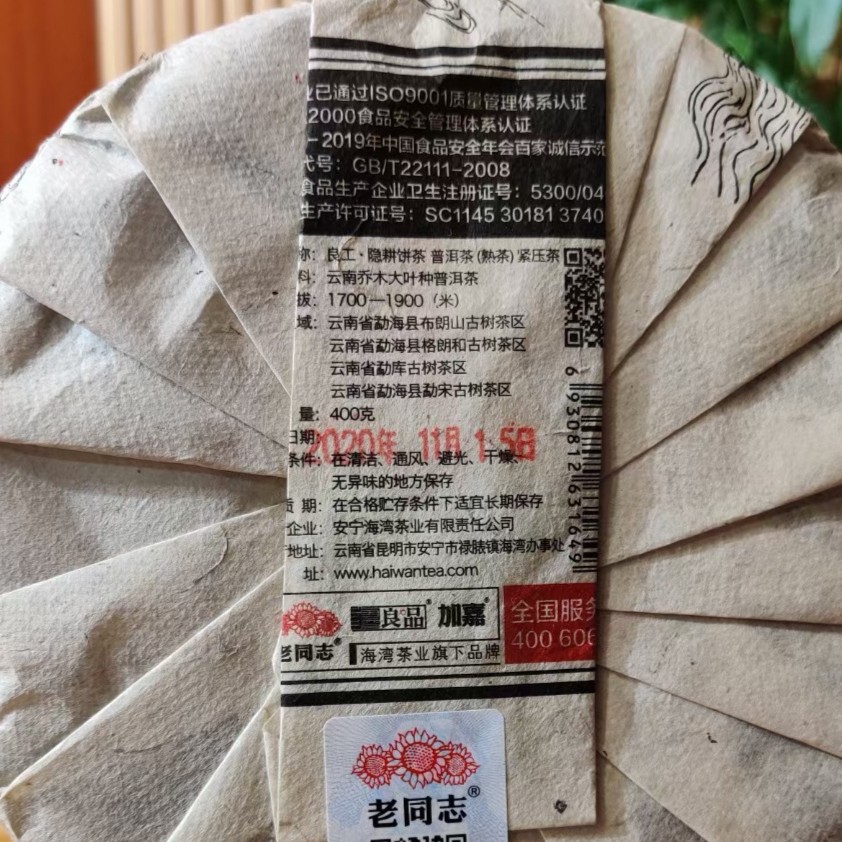 已通过ISO9001质量管理体系认证
2000食品安全管理体系认证
2019年中国食品安全年会百家诚信示范
代号：GB/T22111-2008
食品生产企业卫生注册证号：5300/04
生产许可证号：SC1145 30181 3740
称：良工·隐耕饼茶 普洱茶(熟茶)紧压茶
料：云南乔木大叶种普洱茶
拔：1700—1900（米）
域：云南省勐海县布朗山古树茶区
云南省勐海县格朗和古树茶区
云南省勐库古树茶区
云南省勐海县勐宋古树茶区
量：400克
日期：2020年 11月 15日
条件：在清洁、通风、避光、干燥、
无异味的地方保存
质 期：在合格贮存条件下适宜长期保存
企业：安宁海湾茶业有限责任公司
地址：云南省昆明市安宁市禄脿镇海湾办事处
址：www.haiwantea.com
6 930812 631649
良品® 加嘉®
老同志®
海湾茶业旗下品牌
全国服务
400 606
老同志®